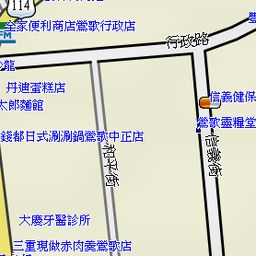 114
全家便利商店鶯歌行政店
FM
行政路
龍
丹迪蛋糕店
太郎麵館
信義健保
鶯歌靈糧堂
錢都日式涮涮鍋鶯歌中正店
和平街
信義街
大慶牙醫診所
三重現做赤肉羹鶯歌店